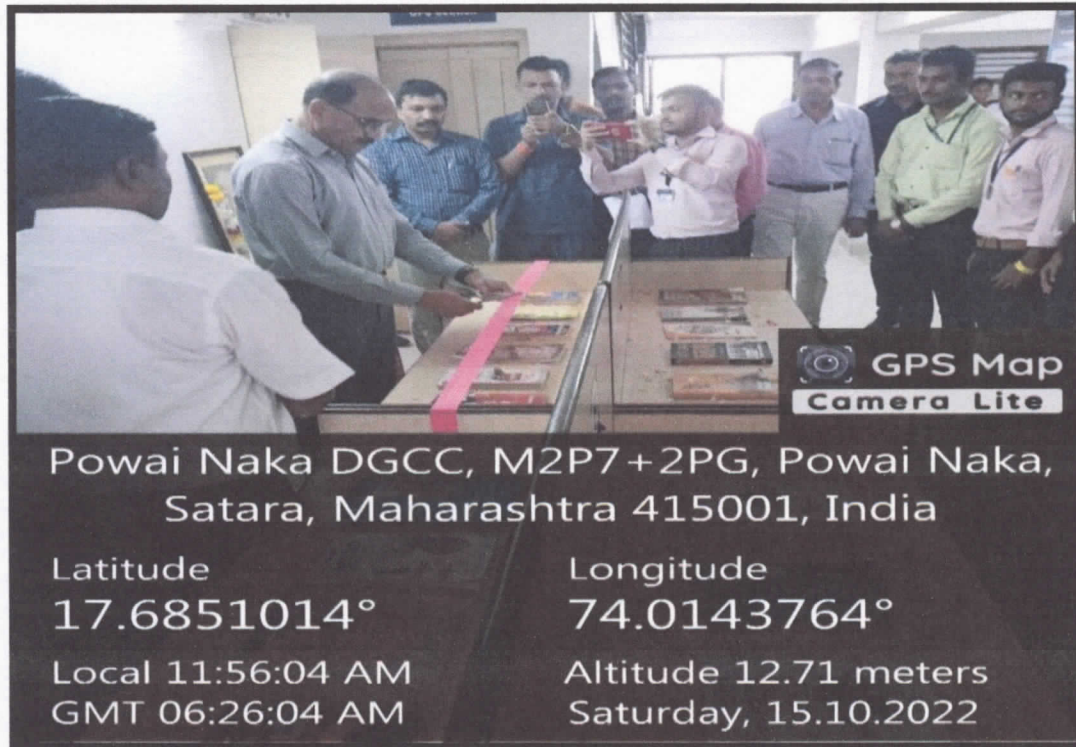 GPS Map
Camera Lite
Powai Naka DGCC, M2P7+2PG, Powai Naka,
Satara, Maharashtra 415001, India
Latitude
Longitude
17.6851014°
74.0143764°
Local 11:56:04 AM
Altitude 12.71 meters
GMT 06:26:04 AM
Saturday, 15.10.2022